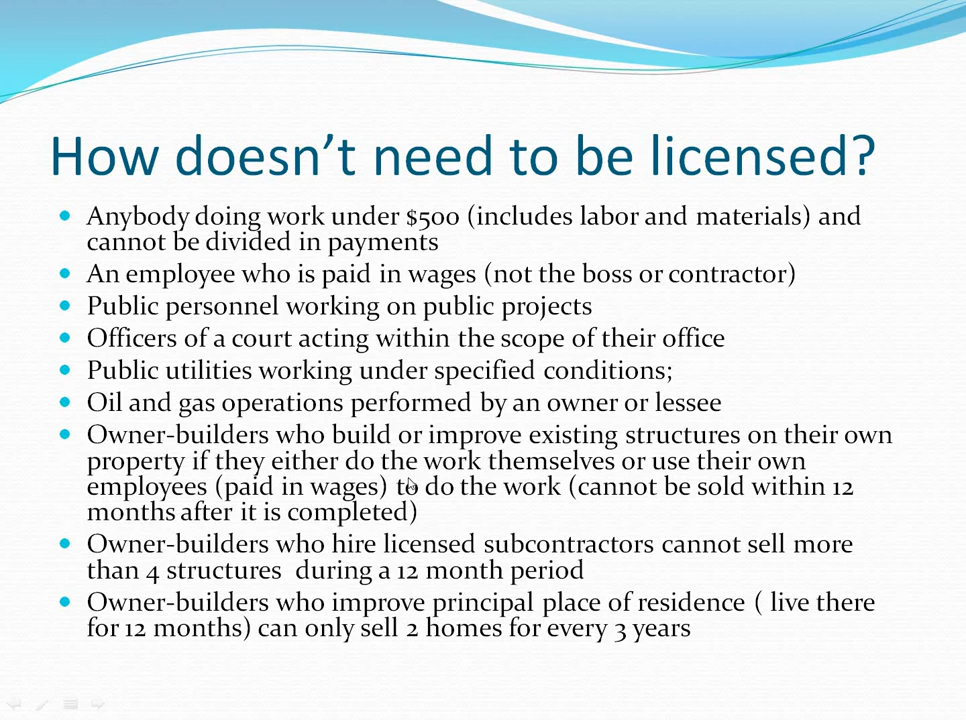 How doesn't need to be licensed?
• Anybody doing work under $500 (includes labor and materials) and
cannot be divided in payments
• An employee who is paid in wages (not the boss or contractor)
• Public personnel working on public projects
• Officers of a court acting within the scope of their office
• Public utilities working under specified conditions;
• Oil and gas operations performed by an owner or lessee
• Owner-builders who build or improve existing structures on their own
property if they either do the work themselves or use their own
employees (paid in wages) to do the work (cannot be sold within 12
months after it is completed)
• Owner-builders who hire licensed subcontractors cannot sell more
than 4 structures  during a 12 month period
• Owner-builders who improve principal place of residence ( live there
for 12 months) can only sell 2 homes for every 3 years